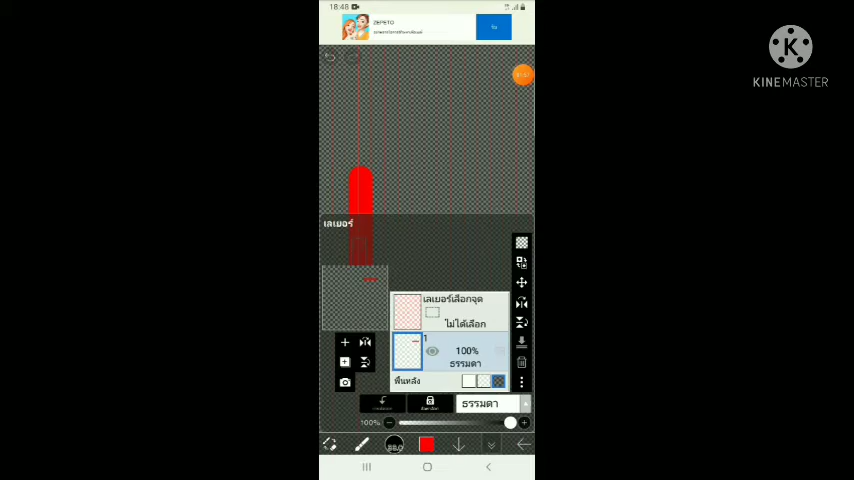 18:48
ZEPETO
K
KINEMASTER
เลเยอร์
เลเยอร์เลือกจุด
ไม่ได้เลือก
1
100%
ธรรมดา
พื้นหลัง
ธรรมดา
100%